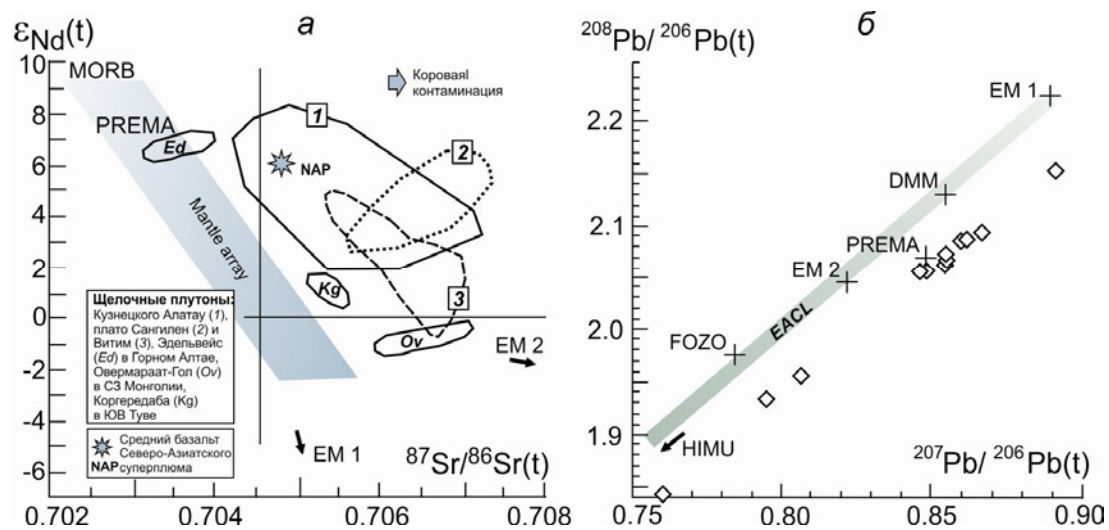 а
εNd(t)
10
8
6
4
2
0
-2
-4
-6
MORB
PREMA
Ed
Mantle array
Короваяl
контаминация
1
NAP
2
Kg
3
Ov
EM 2
EM 1
Щелочные плутоны:
Кузнецкого Алатау (1),
плато Сангилен (2) и
Витим (3), Эдельвейс
(Ed) в Горном Алтае,
Овермараат-Гол (Ov)
в СЗ Монголии,
Коргередаба (Kg)
в ЮВ Туве
Средний базальт
Северо-Азиатского
NAP суперплюма
87Sr/86Sr(t)
0.702 0.704 0.706 0.708
б
208Pb/ 206Pb(t)
2.2
2.1
2.0
1.9
EM 1
DMM
PREMA
EM 2
EACL
FOZO
HIMU
207Pb/ 206Pb(t)
0.75 0.80 0.85 0.90